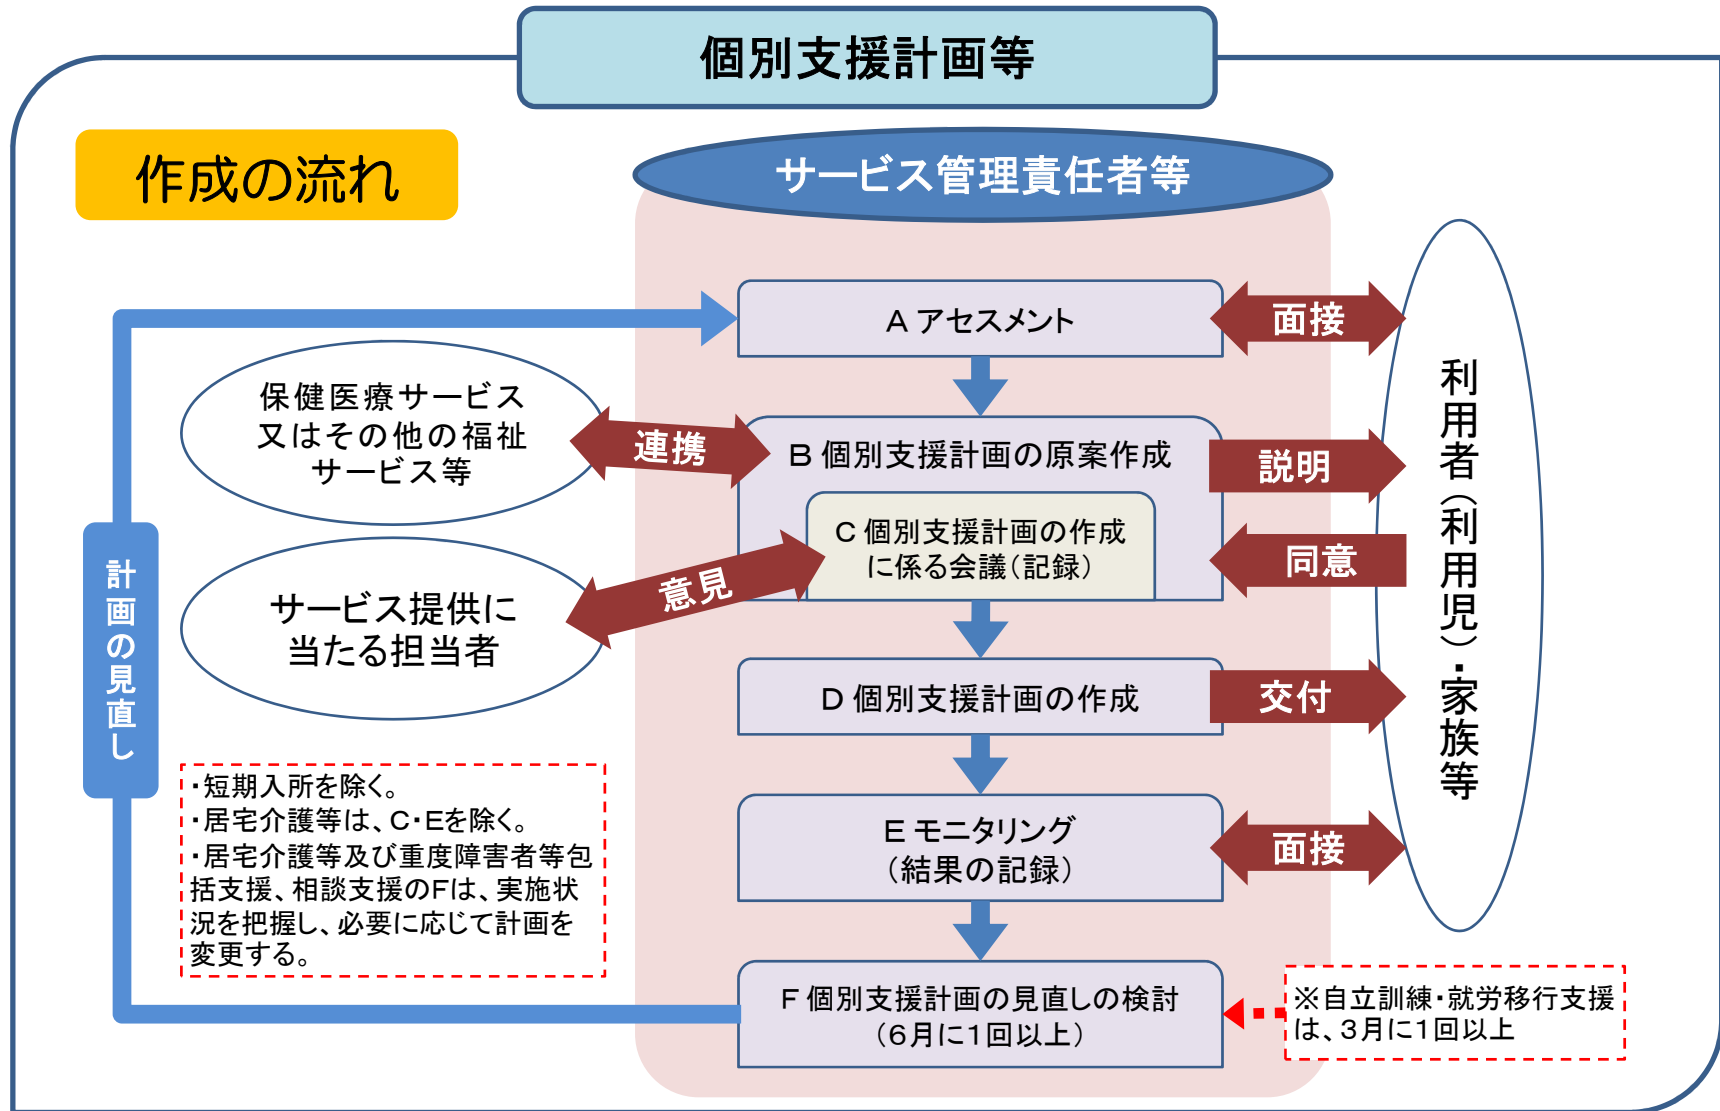 個別支援計画等
作成の流れ
サービス管理責任者等
A アセスメント
面接
保健医療サービス
又はその他の福祉
サービス等
連携
B 個別支援計画の原案作成
説明
C 個別支援計画の作成
に係る会議（記録）
同意
意見
サービス提供に
当たる担当者
D 個別支援計画の作成
交付
利用者（利用児）・家族等
計画の見直し
・短期入所を除く。
・居宅介護等は、C・Eを除く。
・居宅介護等及び重度障害者等包
括支援、相談支援のFは、実施状
況を把握し、必要に応じて計画を
変更する。
E モニタリング
（結果の記録）
面接
F 個別支援計画の見直しの検討
（６月に１回以上）
※自立訓練・就労移行支援
は、３月に１回以上